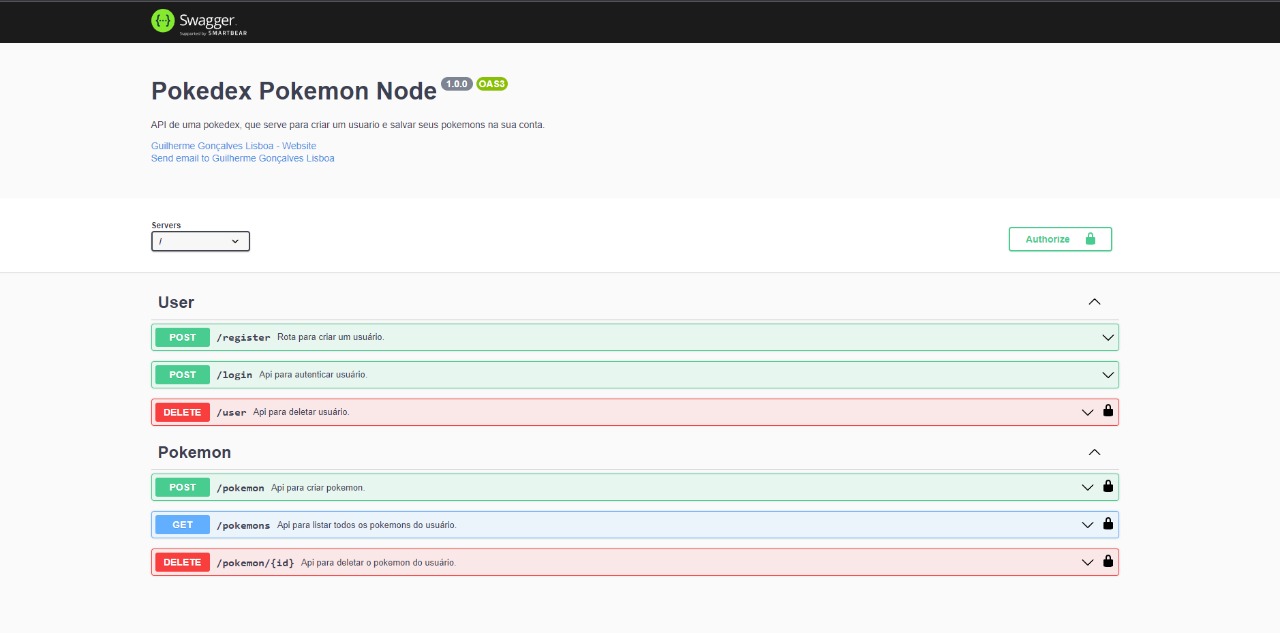 Swagger.
Supported by SMARTBEAR
Pokedex Pokemon Node 1.0.0 OAS3
API de uma pokedex, que serve para criar um usuario e salvar seus pokemons na sua conta.
Guilherme Gonçalves Lisboa - Website
Send email to Guilherme Gonçalves Lisboa
Servers
/
Authorize
User
POST /register Rota para criar um usuário.
POST /login Api para autenticar usuário.
DELETE /user Api para deletar usuário.
Pokemon
POST /pokemon Api para criar pokemon.
GET /pokemons Api para listar todos os pokemons do usuário.
DELETE /pokemon/{id} Api para deletar o pokemon do usuário.